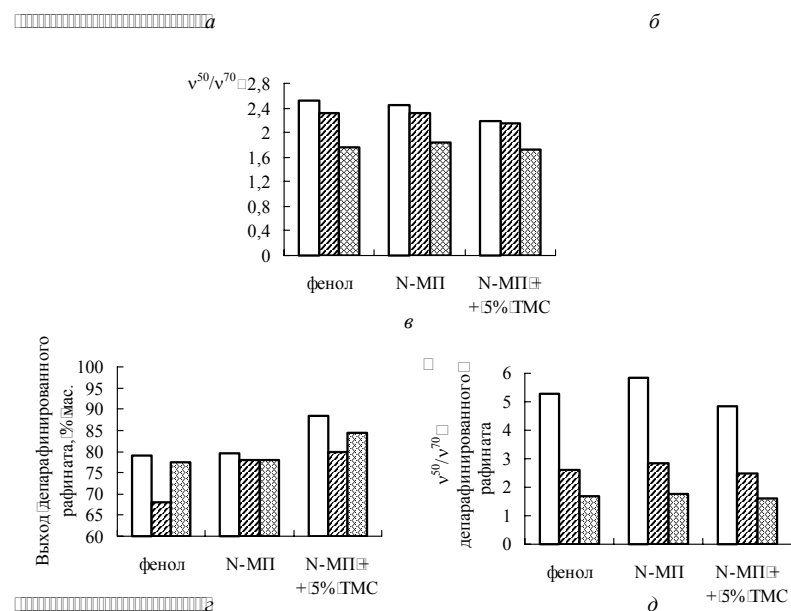 а б
ν⁵⁰/ν⁷⁰
2,8
2,4
2
1,6
1,2
0,8
0,4
0
фенол N-МП N-МП +
+ 5% ТМС
в
Выход депарафинированного
рафината, % мас.
100
95
90
85
80
75
70
65
60
фенол N-МП N-МП +
+ 5% ТМС
г
ν⁵⁰/ν⁷⁰
депарафинированного
рафината
6
5
4
3
2
1
0
фенол N-МП N-МП +
+ 5% ТМС
д